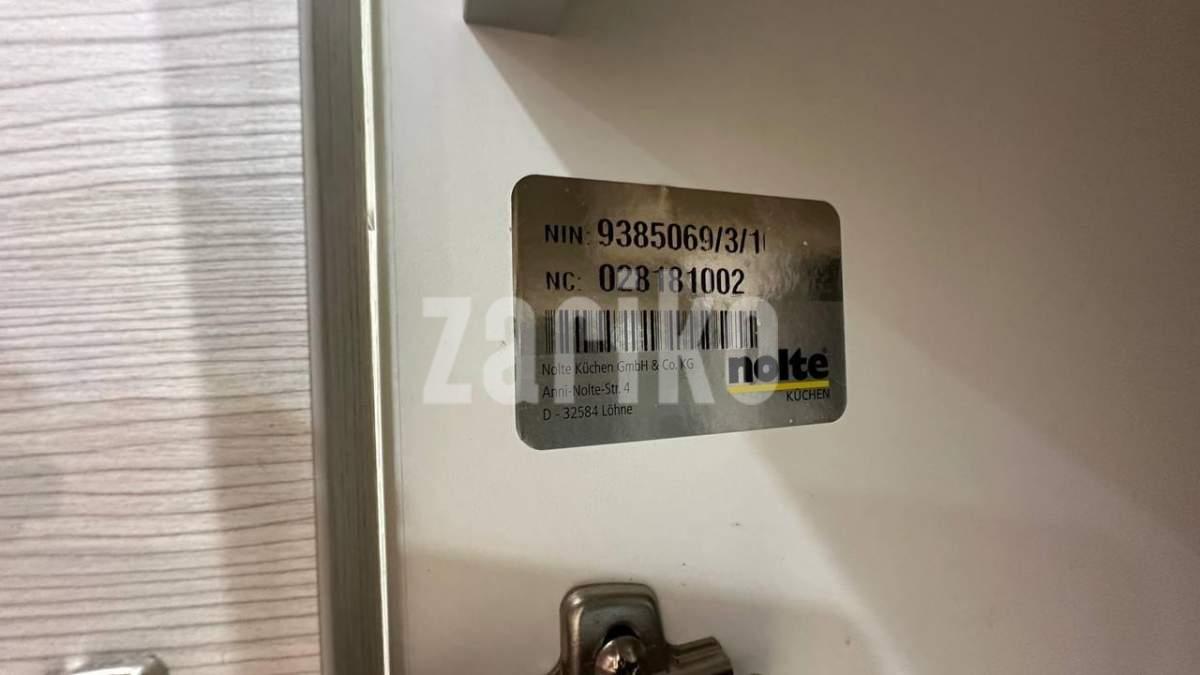 NIN: 9385069/3/1
NC: 028181002
zariko
Nolte Küchen GmbH & Co. KG
Anni-Nolte-Str. 4
D - 32584 Löhne
nolte
KÜCHEN